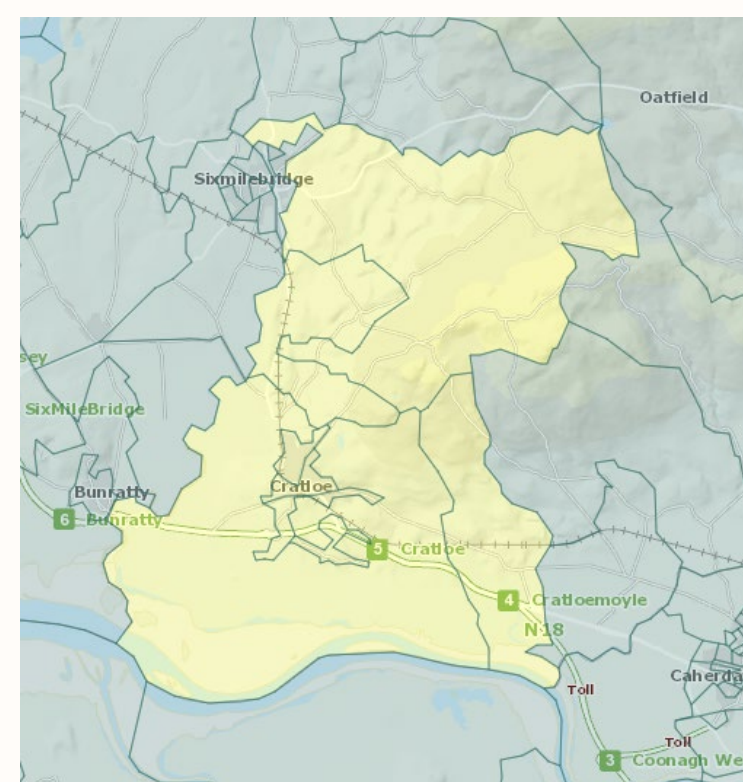 Oatfield
Sixmilebridge
sey
SixMileBridge
Bunratty
Cratloe
6 Bunratty
5 Cratloe
4 Cratloemoyle
N18
Caherda
Toll
Toll
3 Coonagh We